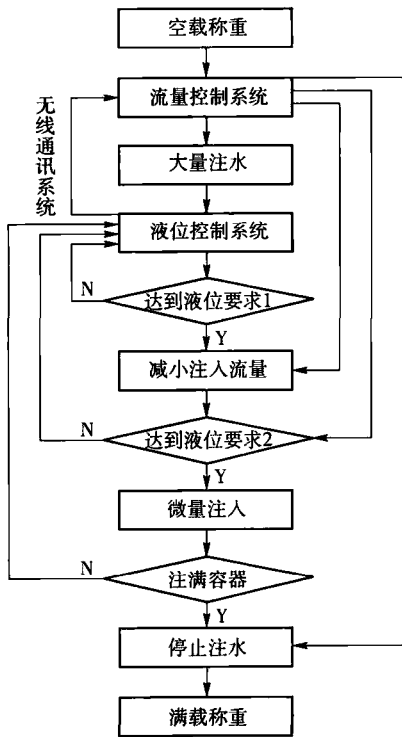 空载称重
流量控制系统
无线通讯系统
大量注水
液位控制系统
N
达到液位要求1
Y
减小注入流量
N
达到液位要求2
Y
微量注入
N
注满容器
Y
停止注水
满载称重